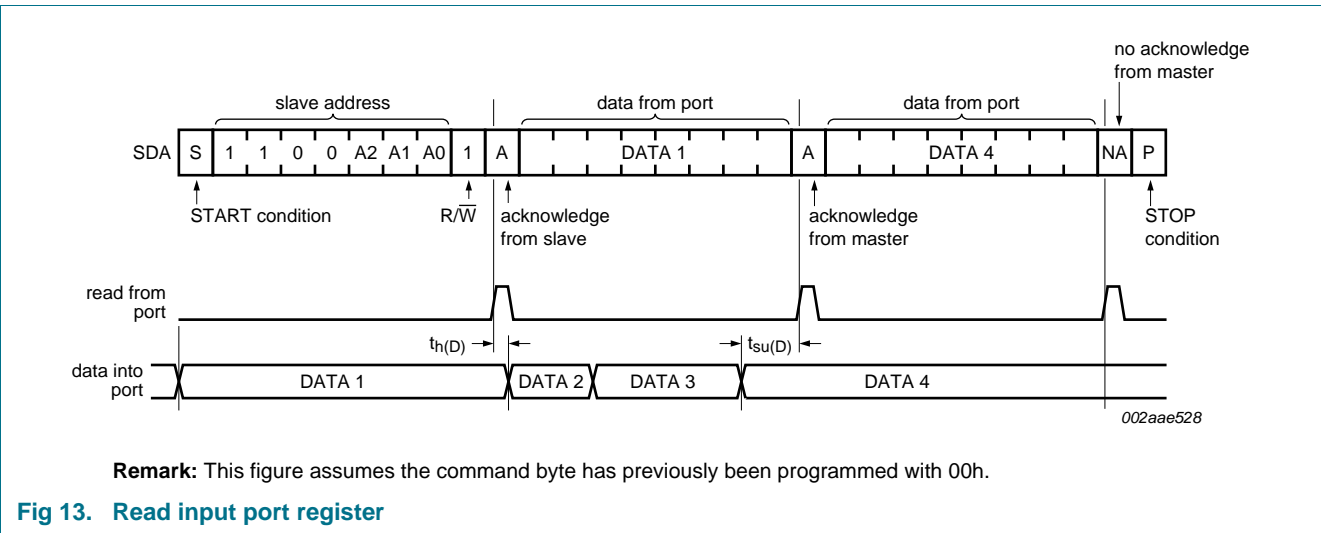 no acknowledge
from master
slave address
data from port
data from port
SDA S 1 1 0 0 A2 A1 A0 1 A DATA 1 A DATA 4 NA P
START condition
R/W̅
acknowledge
from slave
acknowledge
from master
STOP
condition
read from
port
th(D)
tsu(D)
data into
port
DATA 1 DATA 2 DATA 3 DATA 4
002aae528
Remark: This figure assumes the command byte has previously been programmed with 00h.
Fig 13. Read input port register